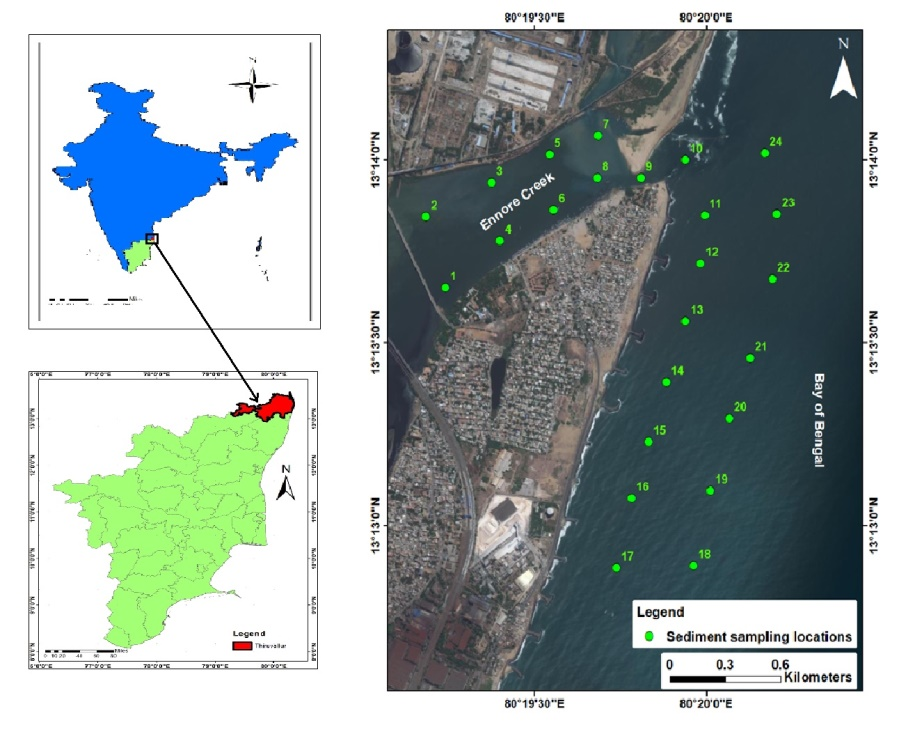 N
Miles
N
Legend
Thiruvallur
Miles
80°19'30"E
80°20'0"E
N
13°14'0"N
13°13'30"N
13°13'0"N
13°14'0"N
13°13'30"N
13°13'0"N
1
2
3
4
5
6
7
8
9
10
11
12
13
14
15
16
17
18
19
20
21
22
23
24
Ennore Creek
Bay of Bengal
Legend
Sediment sampling locations
0 0.3 0.6
Kilometers
80°19'30"E
80°20'0"E